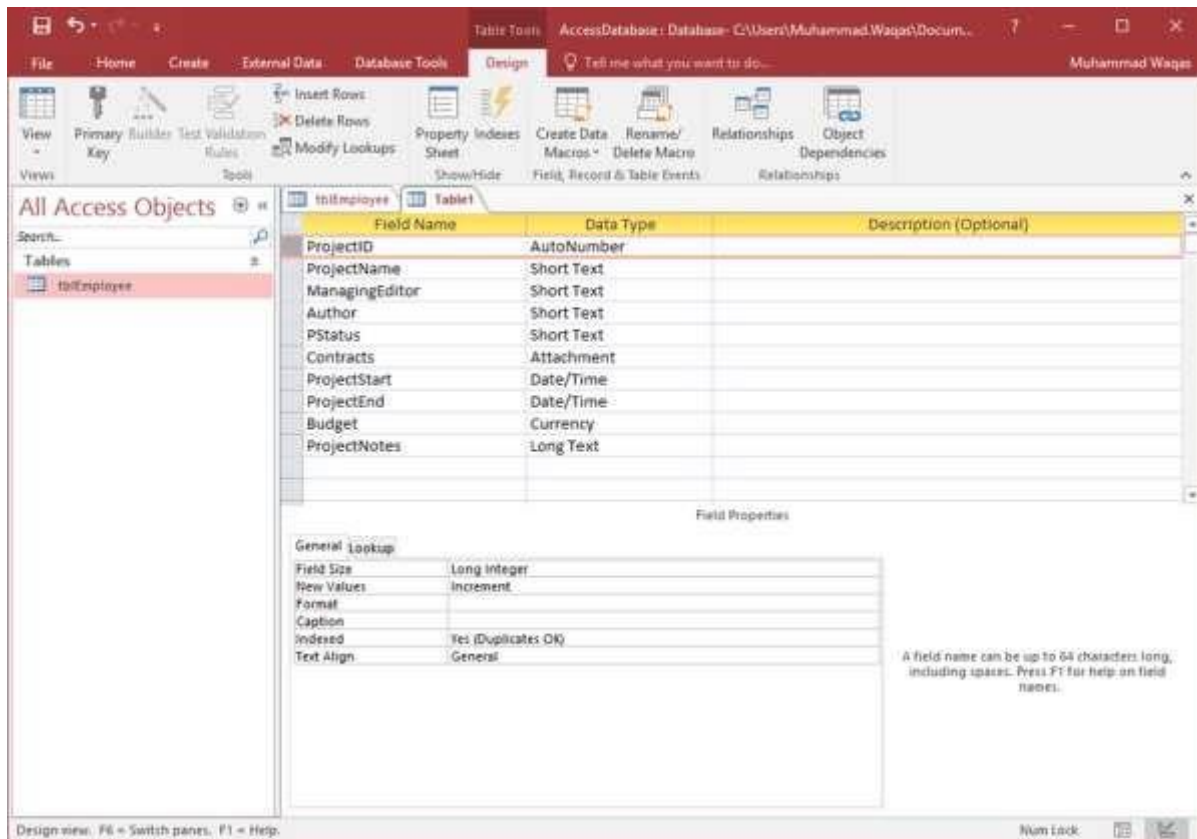 Table Tools AccessDatabase : Database- C:\Users\Muhammad.Waqas\Docum... ?
File Home Create External Data Database Tools Design Tell me what you want to do... Muhammad Waqas
View Primary Key Builder Test Validation Rules Insert Rows Delete Rows Modify Lookups Property Sheet Indexes Create Data Macros Rename/ Delete Macro Relationships Object Dependencies
Views Tools Show/Hide Field, Record & Table Events Relationships
All Access Objects
Search...
Tables
tblEmployee
tblEmployee Table1
Field Name Data Type Description (Optional)
ProjectID AutoNumber
ProjectName Short Text
ManagingEditor Short Text
Author Short Text
PStatus Short Text
Contracts Attachment
ProjectStart Date/Time
ProjectEnd Date/Time
Budget Currency
ProjectNotes Long Text
Field Properties
General Lookup
Field Size Long Integer
New Values Increment
Format
Caption
Indexed Yes (Duplicates OK)
Text Align General
A field name can be up to 64 characters long,
including spaces. Press F1 for help on field
names.
Design view. F6 = Switch panes. F1 = Help. Num Lock